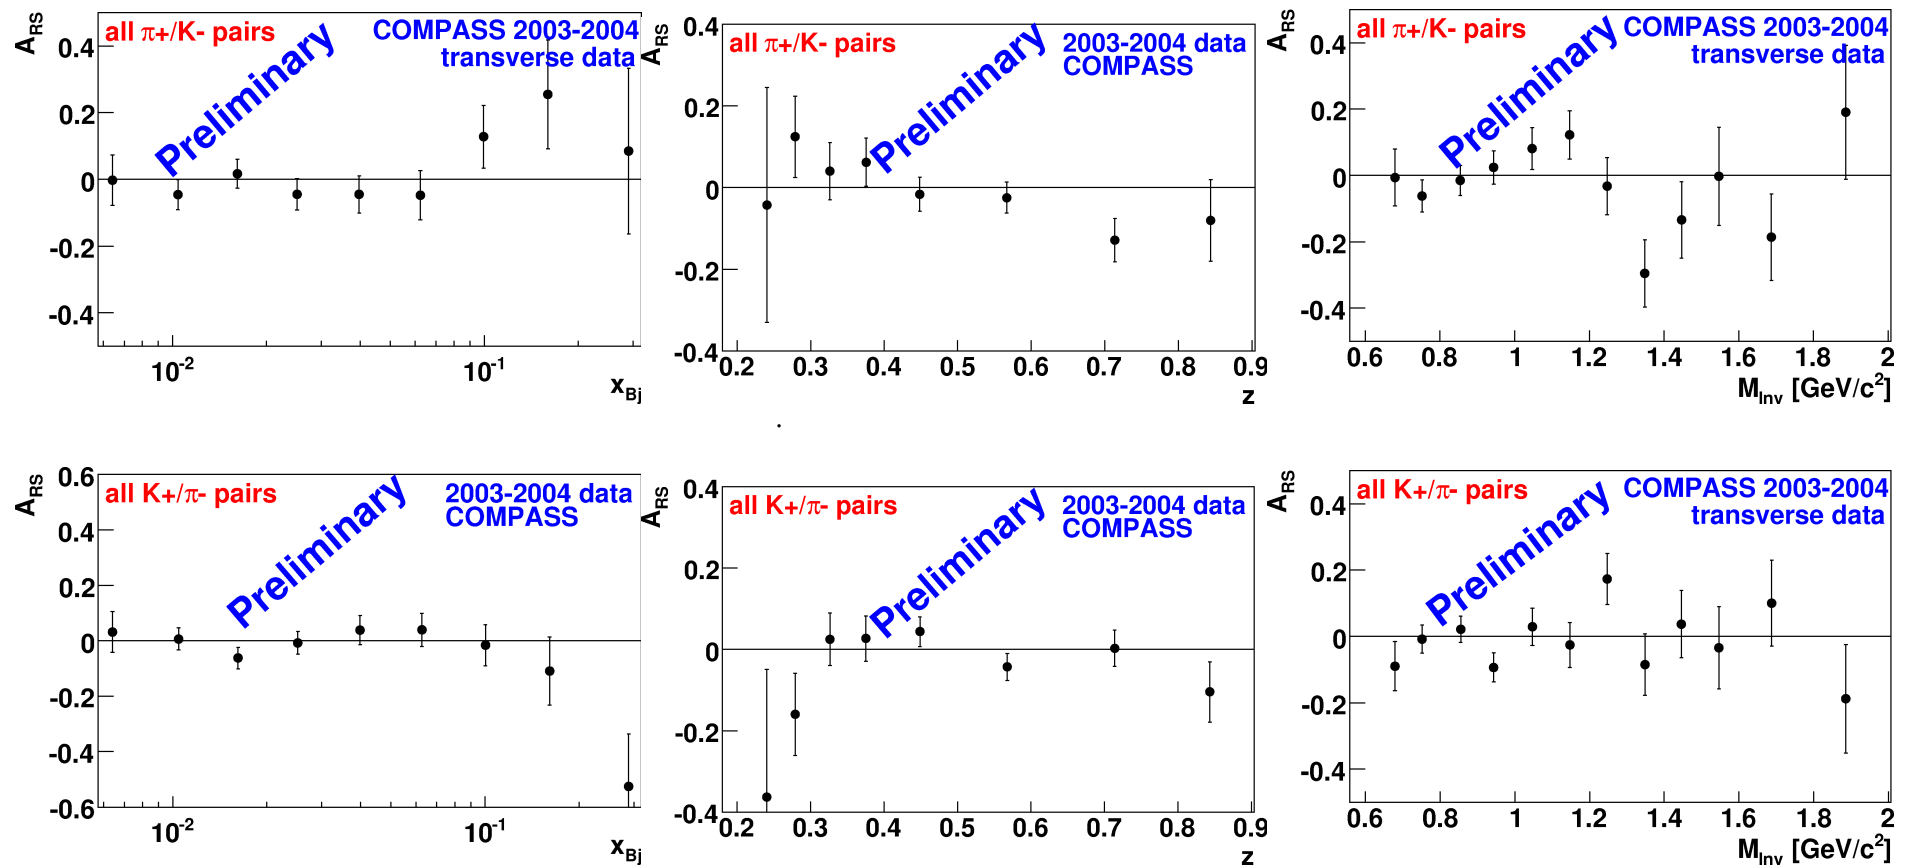 A_RS
all π+/K- pairs
COMPASS 2003-2004
transverse data
Preliminary
0.4
0.2
0
-0.2
-0.4
10^-2
10^-1
x_Bj
A_RS
all π+/K- pairs
2003-2004 data
COMPASS
Preliminary
0.4
0.2
0
-0.2
-0.4
0.2 0.3 0.4 0.5 0.6 0.7 0.8 0.9
z
A_RS
all π+/K- pairs
COMPASS 2003-2004
transverse data
Preliminary
0.4
0.2
0
-0.2
-0.4
0.6 0.8 1 1.2 1.4 1.6 1.8 2
M_Inv [GeV/c^2]
A_RS
all K+/π- pairs
2003-2004 data
COMPASS
Preliminary
0.6
0.4
0.2
0
-0.2
-0.4
-0.6
10^-2
10^-1
x_Bj
A_RS
all K+/π- pairs
2003-2004 data
COMPASS
Preliminary
0.4
0.2
0
-0.2
-0.4
0.2 0.3 0.4 0.5 0.6 0.7 0.8 0.9
z
A_RS
all K+/π- pairs
COMPASS 2003-2004
transverse data
Preliminary
0.4
0.2
0
-0.2
-0.4
0.6 0.8 1 1.2 1.4 1.6 1.8 2
M_Inv [GeV/c^2]